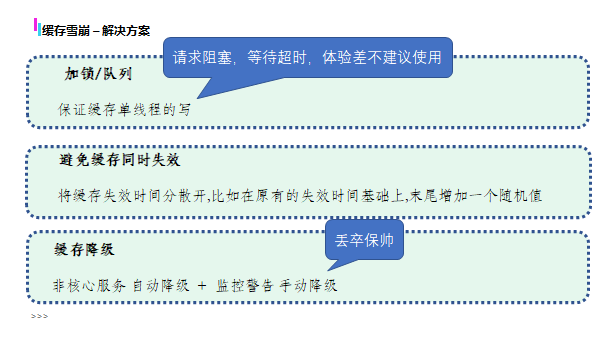 缓存雪崩 – 解决方案
请求阻塞，等待超时，体验差不建议使用
加锁/队列
保证缓存单线程的写
避免缓存同时失效
将缓存失效时间分散开,比如在原有的失效时间基础上,末尾增加一个随机值
丢卒保帅
缓存降级
非核心服务 自动降级 + 监控警告 手动降级
>>>